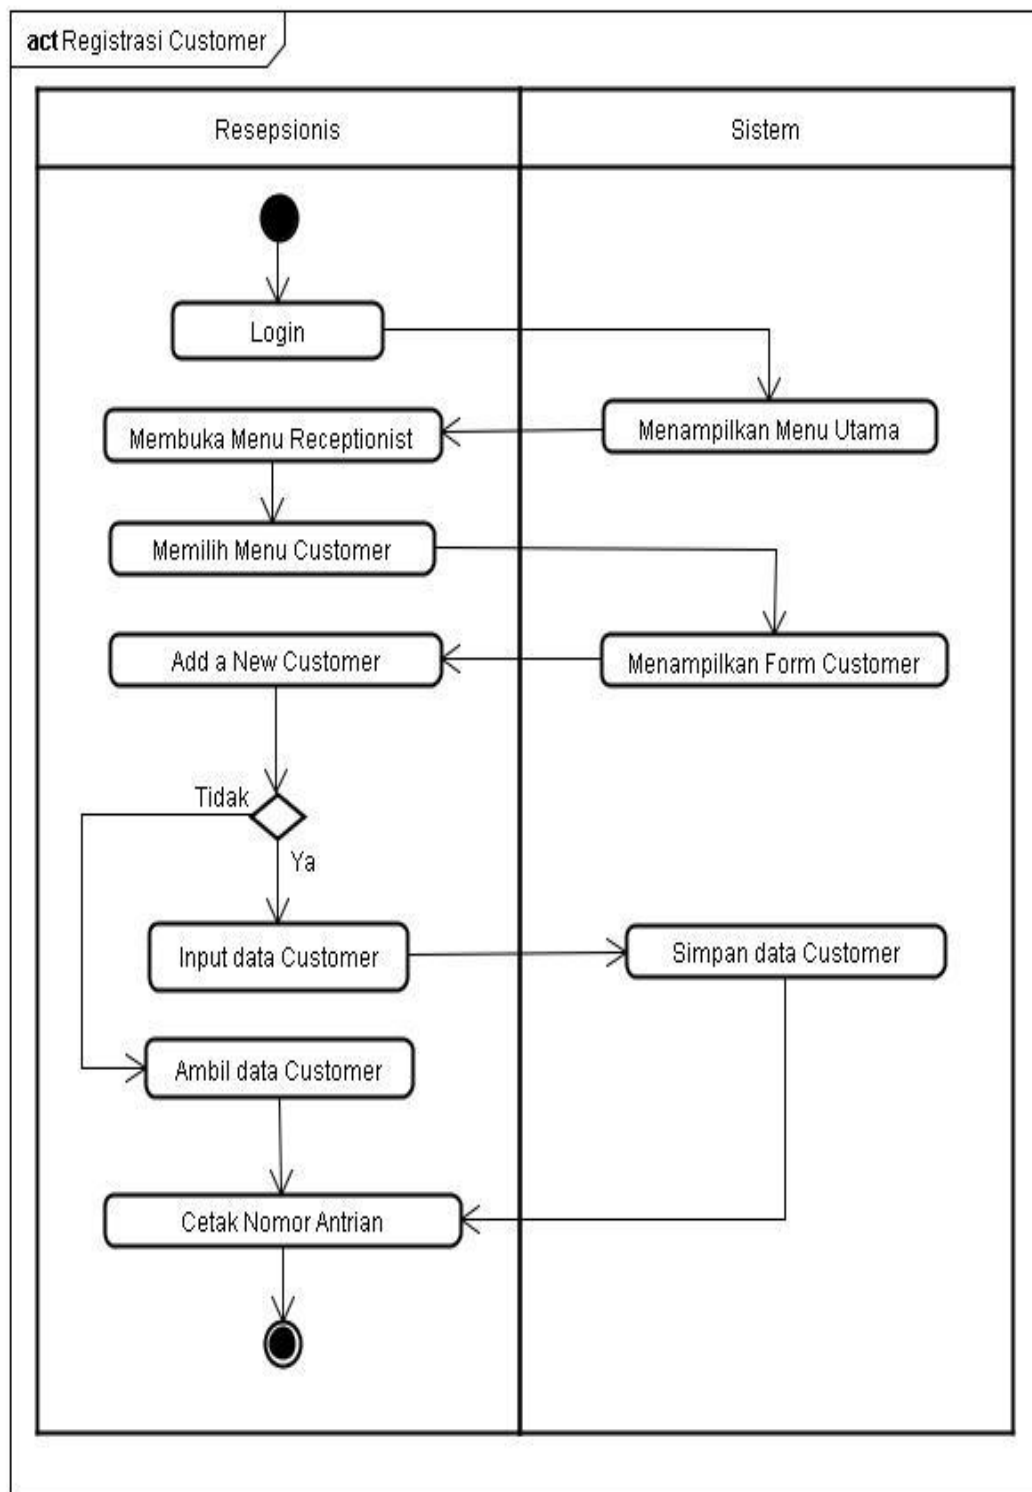 act Registrasi Customer
Resepsionis
Sistem
Login
Menampilkan Menu Utama
Membuka Menu Receptionist
Memilih Menu Customer
Add a New Customer
Menampilkan Form Customer
Tidak
Ya
Input data Customer
Simpan data Customer
Ambil data Customer
Cetak Nomor Antrian